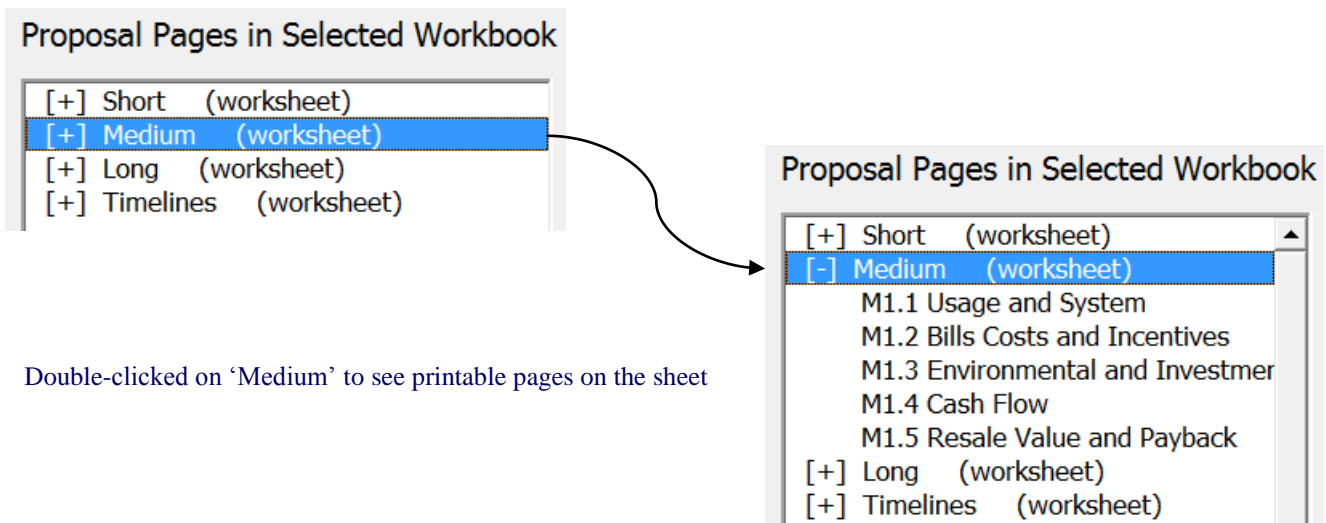 Proposal Pages in Selected Workbook
[+] Short (worksheet)
[+] Medium (worksheet)
[+] Long (worksheet)
[+] Timelines (worksheet)
Double-clicked on ‘Medium’ to see printable pages on the sheet
Proposal Pages in Selected Workbook
[+] Short (worksheet)
[-] Medium (worksheet)
M1.1 Usage and System
M1.2 Bills Costs and Incentives
M1.3 Environmental and Investmer
M1.4 Cash Flow
M1.5 Resale Value and Payback
[+] Long (worksheet)
[+] Timelines (worksheet)